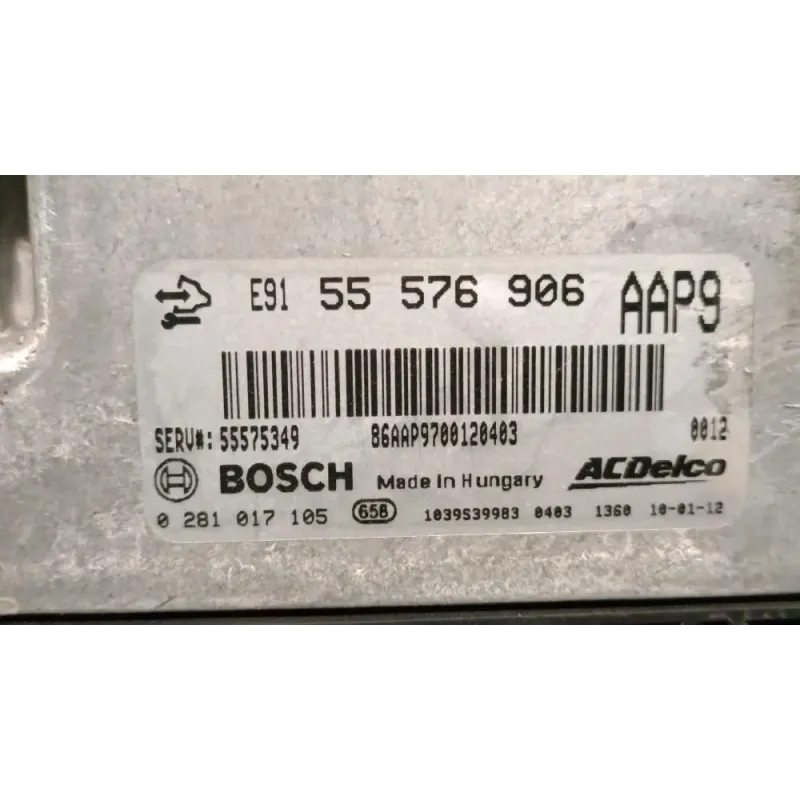 E91 55 576 906 AAP9
SERV#: 55575349 86AAP9700120403 0012
BOSCH Made in Hungary ACDelco
0 281 017 105 658 1039S39983 0403 1360 10-01-12